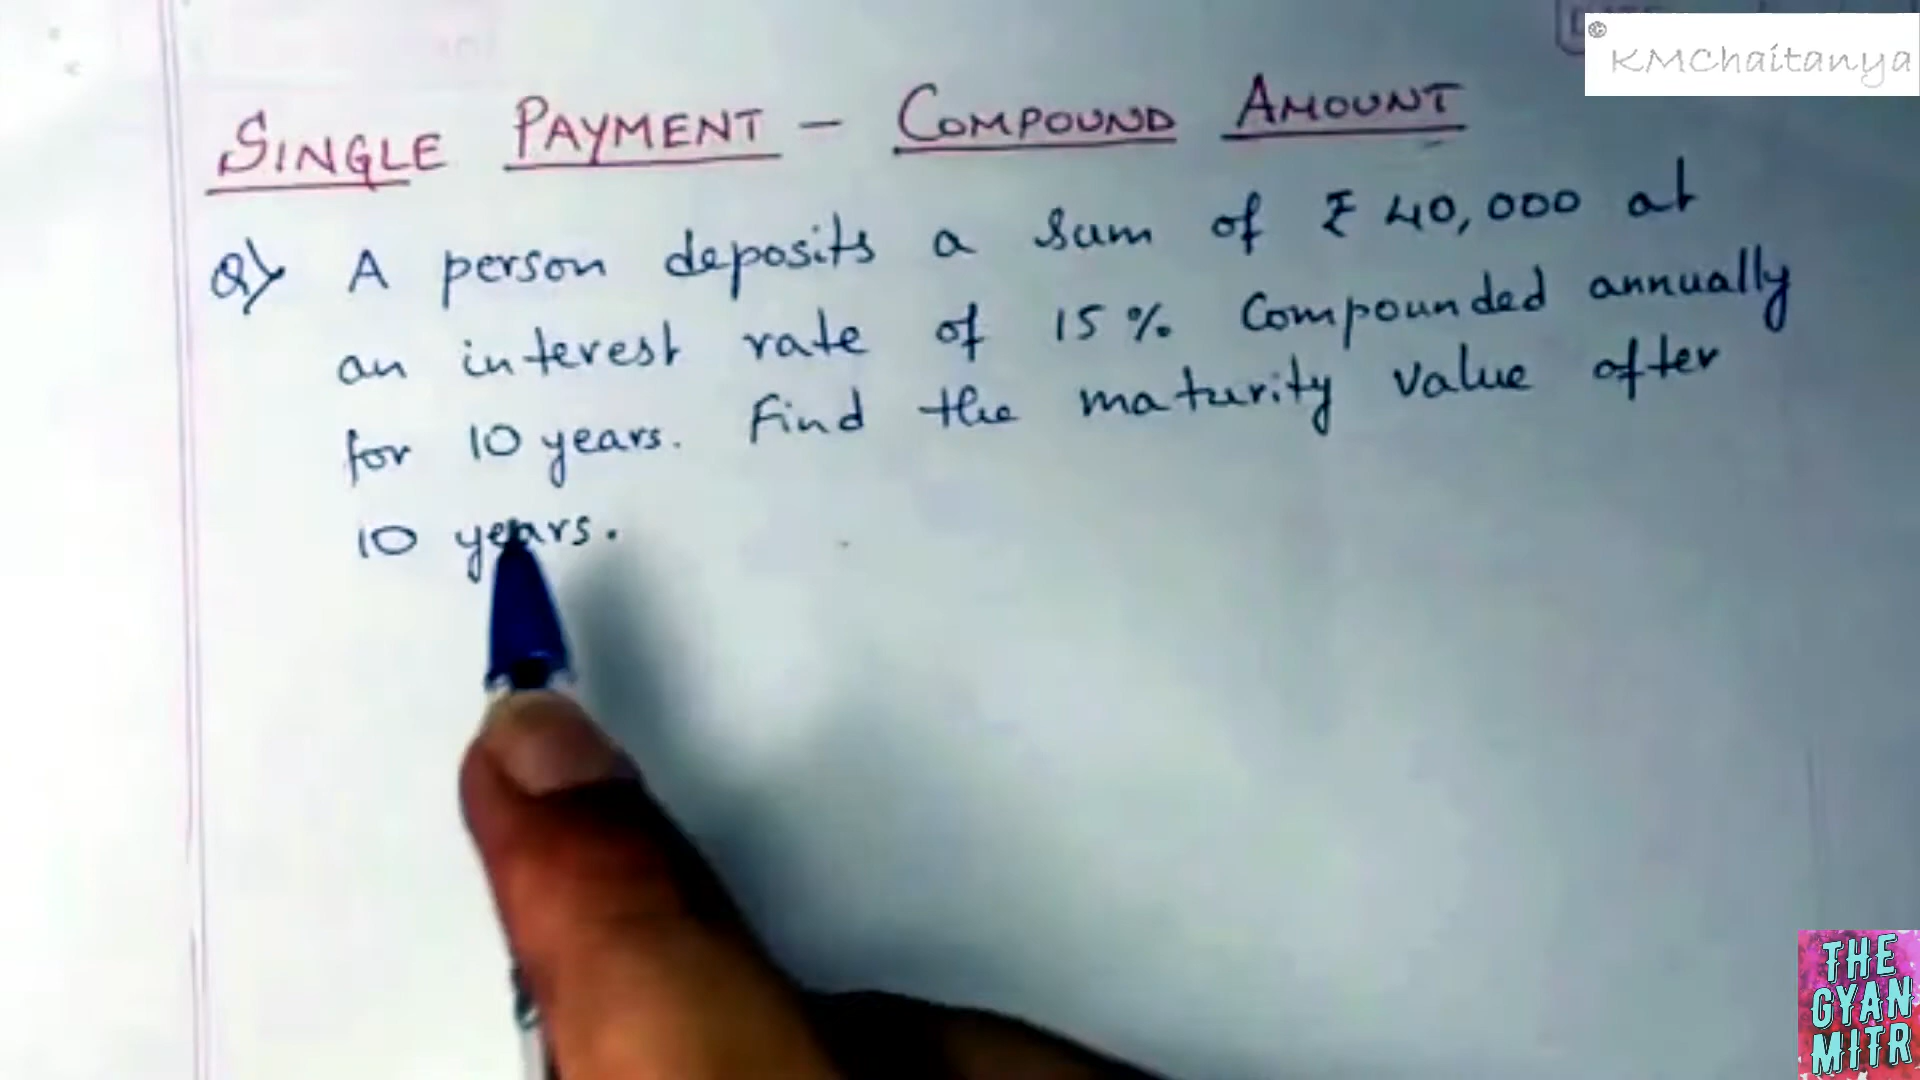 © KMChaitanya
SINGLE PAYMENT - COMPOUND AMOUNT
Q) A person deposits a sum of ₹ 40,000 at
an interest rate of 15% Compounded annually
for 10 years. Find the maturity value after
10 years.
THE
GYAN
MITR